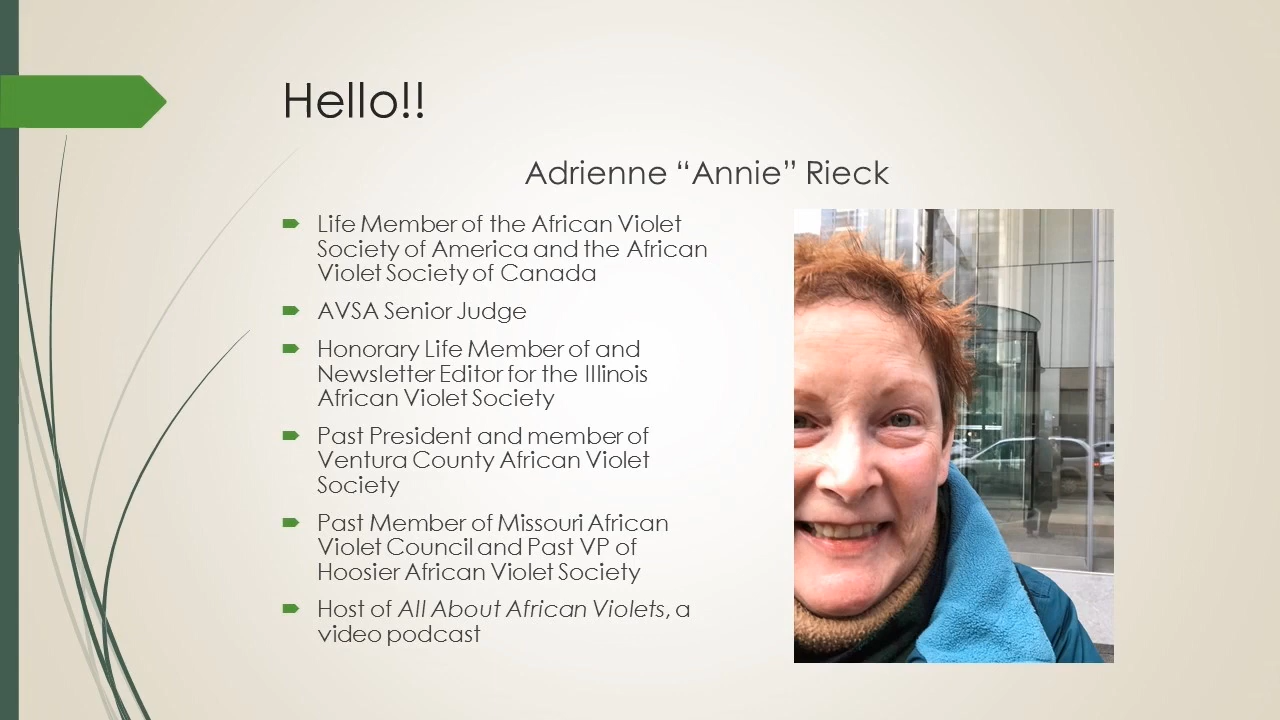 Hello!!
Adrienne “Annie” Rieck
Life Member of the African Violet
Society of America and the African
Violet Society of Canada
AVSA Senior Judge
Honorary Life Member of and
Newsletter Editor for the Illinois
African Violet Society
Past President and member of
Ventura County African Violet
Society
Past Member of Missouri African
Violet Council and Past VP of
Hoosier African Violet Society
Host of All About African Violets, a
video podcast